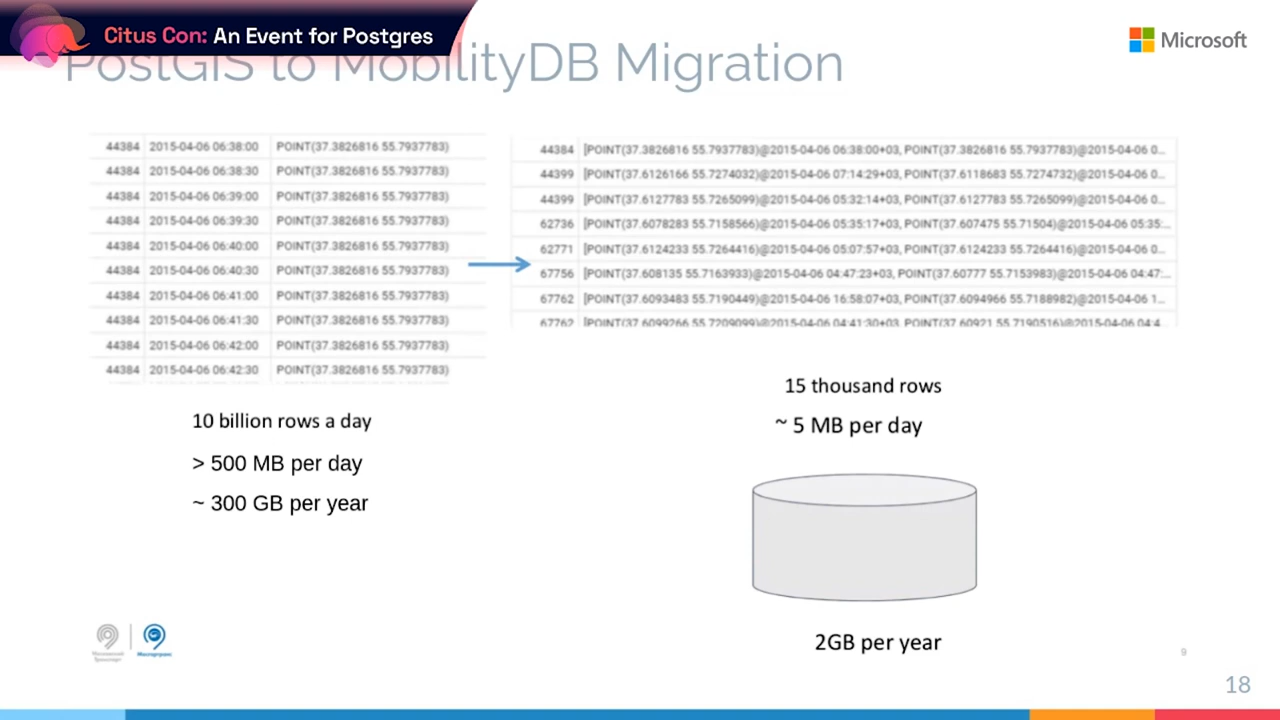 Citus Con: An Event for Postgres
Microsoft
PostGIS to MobilityDB Migration
44384 2015-04-06 06:38:00 POINT(37.3826816 55.7937783)
44384 2015-04-06 06:38:30 POINT(37.3826816 55.7937783)
44384 2015-04-06 06:39:00 POINT(37.3826816 55.7937783)
44384 2015-04-06 06:39:30 POINT(37.3826816 55.7937783)
44384 2015-04-06 06:40:00 POINT(37.3826816 55.7937783)
44384 2015-04-06 06:40:30 POINT(37.3826816 55.7937783)
44384 2015-04-06 06:41:00 POINT(37.3826816 55.7937783)
44384 2015-04-06 06:41:30 POINT(37.3826816 55.7937783)
44384 2015-04-06 06:42:00 POINT(37.3826816 55.7937783)
44384 2015-04-06 06:42:30 POINT(37.3826816 55.7937783)
44384 [POINT(37.3826816 55.7937783)@2015-04-06 06:38:00+03, POINT(37.3826816 55.7937783)@2015-04-06 0...
44399 [POINT(37.6126166 55.7274032)@2015-04-06 07:14:29+03, POINT(37.6118683 55.7274732)@2015-04-06 0...
44399 [POINT(37.6127783 55.7265099)@2015-04-06 05:32:14+03, POINT(37.6127783 55.7265099)@2015-04-06 0...
62736 [POINT(37.6078283 55.7158566)@2015-04-06 05:35:17+03, POINT(37.607475 55.71504)@2015-04-06 05:35:...
62771 [POINT(37.6124233 55.7264416)@2015-04-06 05:07:57+03, POINT(37.6124233 55.7264416)@2015-04-06 0...
67756 [POINT(37.608135 55.7163933)@2015-04-06 04:47:23+03, POINT(37.60777 55.7153983)@2015-04-06 04:47:...
67762 [POINT(37.6093483 55.7190449)@2015-04-06 16:58:07+03, POINT(37.6094966 55.7188982)@2015-04-06 1...
67762 [POINT(37.6099266 55.7209099)@2015-04-06 04:41:30+03, POINT(37.60921 55.7190516)@2015-04-06 04:4...
10 billion rows a day
> 500 MB per day
~ 300 GB per year
15 thousand rows
~ 5 MB per day
2GB per year
9
18